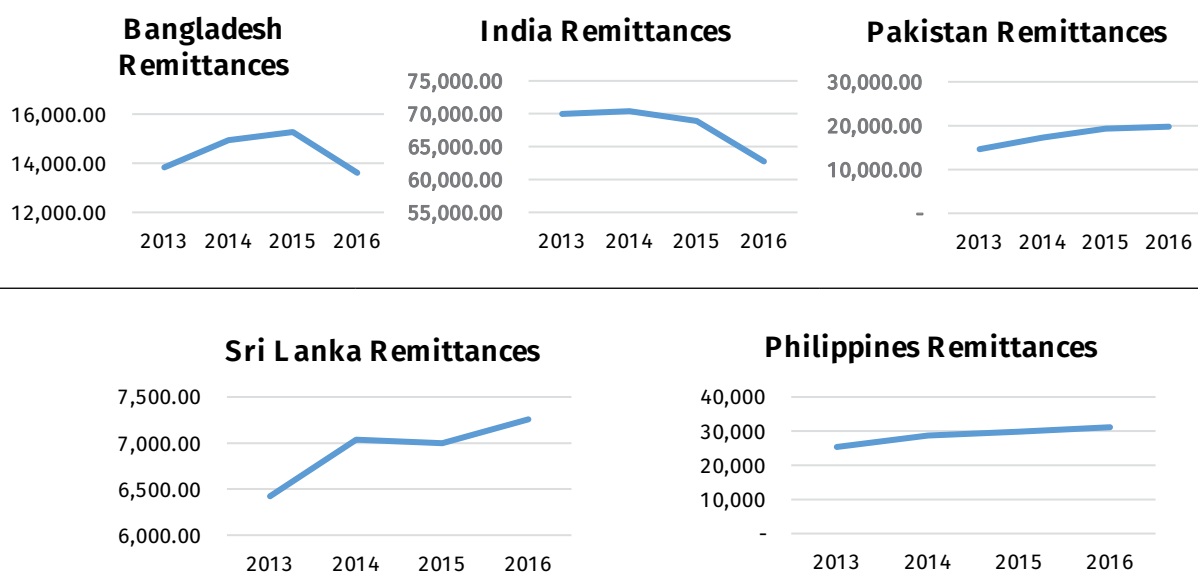 Bangladesh
Remittances
16,000.00
14,000.00
12,000.00
2013 2014 2015 2016
India Remittances
75,000.00
70,000.00
65,000.00
60,000.00
55,000.00
2013 2014 2015 2016
Pakistan Remittances
30,000.00
20,000.00
10,000.00
-
2013 2014 2015 2016
Sri Lanka Remittances
7,500.00
7,000.00
6,500.00
6,000.00
2013 2014 2015 2016
Philippines Remittances
40,000
30,000
20,000
10,000
-
2013 2014 2015 2016